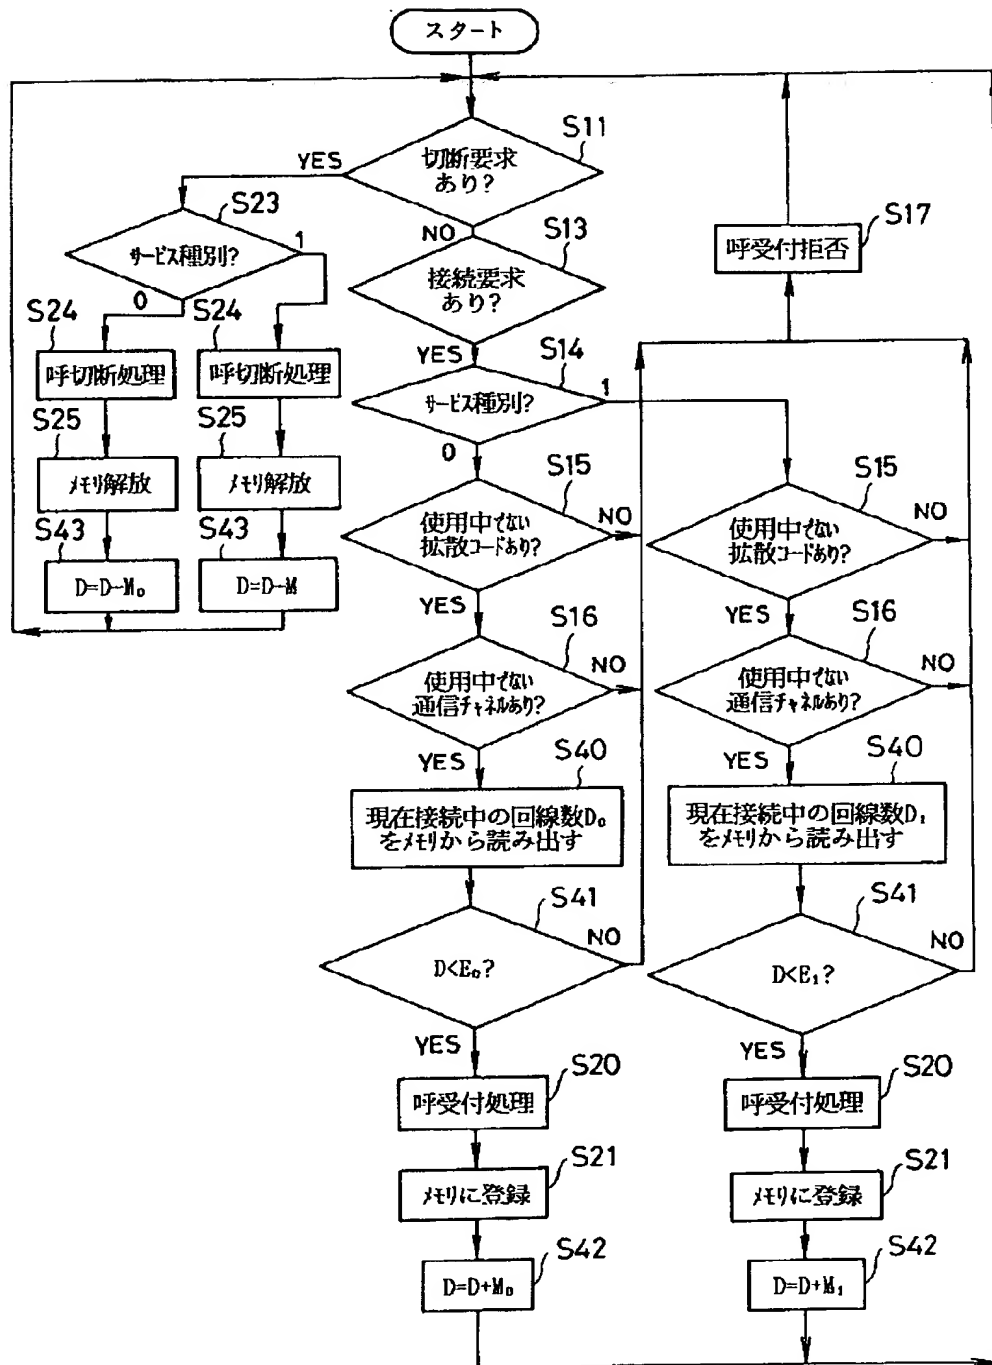 スタート
S11
切断要求
あり?
YES
NO
S23
サービス種別?
1
0
S13
接続要求
あり?
YES
S17
呼受付拒否
S24
呼切断処理
S24
呼切断処理
S14
サービス種別?
1
0
S25
メモリ解放
S25
メモリ解放
S43
D=D-M₀
S43
D=D-M
S15
使用中でない
拡散コードあり?
NO
YES
S15
使用中でない
拡散コードあり?
NO
YES
S16
使用中でない
通信チャネルあり?
NO
YES
S16
使用中でない
通信チャネルあり?
NO
YES
S40
現在接続中の回線数D₀
をメモリから読み出す
S40
現在接続中の回線数D₁
をメモリから読み出す
S41
D<E₀?
NO
YES
S41
D<E₁?
NO
YES
S20
呼受付処理
S20
呼受付処理
S21
メモリに登録
S21
メモリに登録
S42
D=D+M₀
S42
D=D+M₁